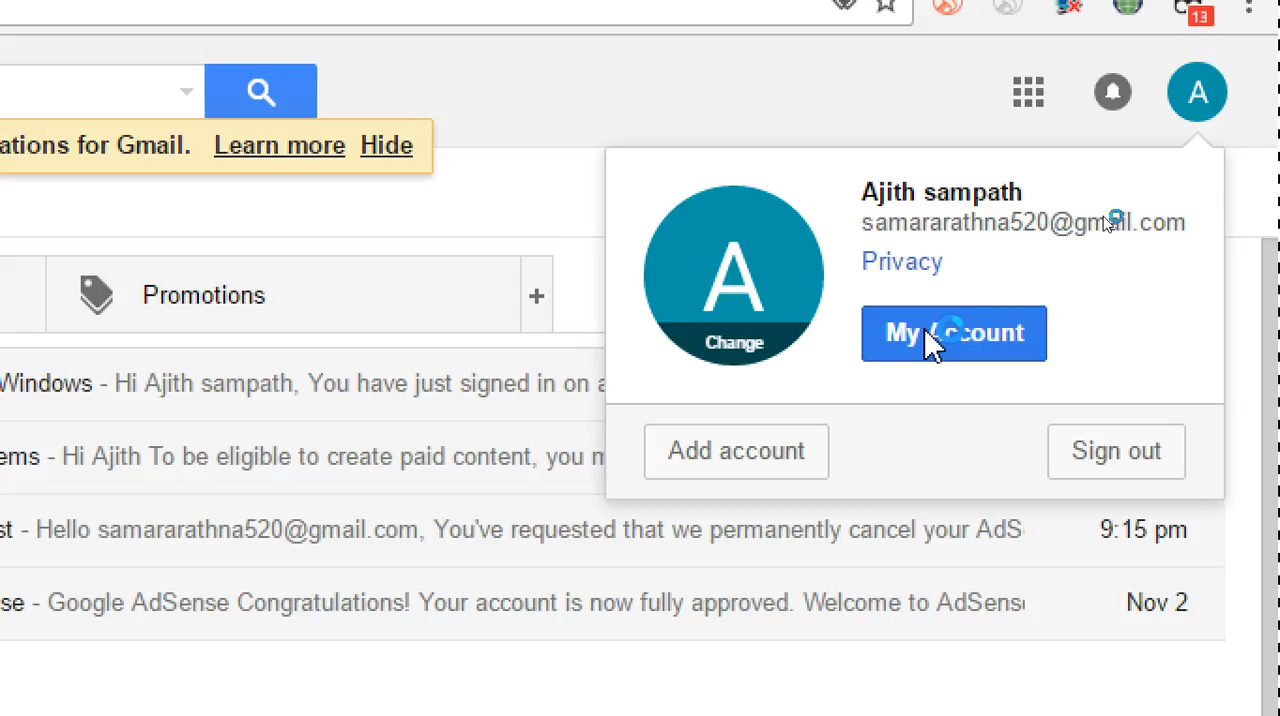 13
A
ations for Gmail. Learn more Hide
Ajith sampath
samararathna520@gmail.com
Privacy
A
Change
My Account
Promotions
+
Windows - Hi Ajith sampath, You have just signed in on a
Add account
Sign out
ems - Hi Ajith To be eligible to create paid content, you m
st - Hello samararathna520@gmail.com, You've requested that we permanently cancel your AdS
9:15 pm
se - Google AdSense Congratulations! Your account is now fully approved. Welcome to AdSense
Nov 2